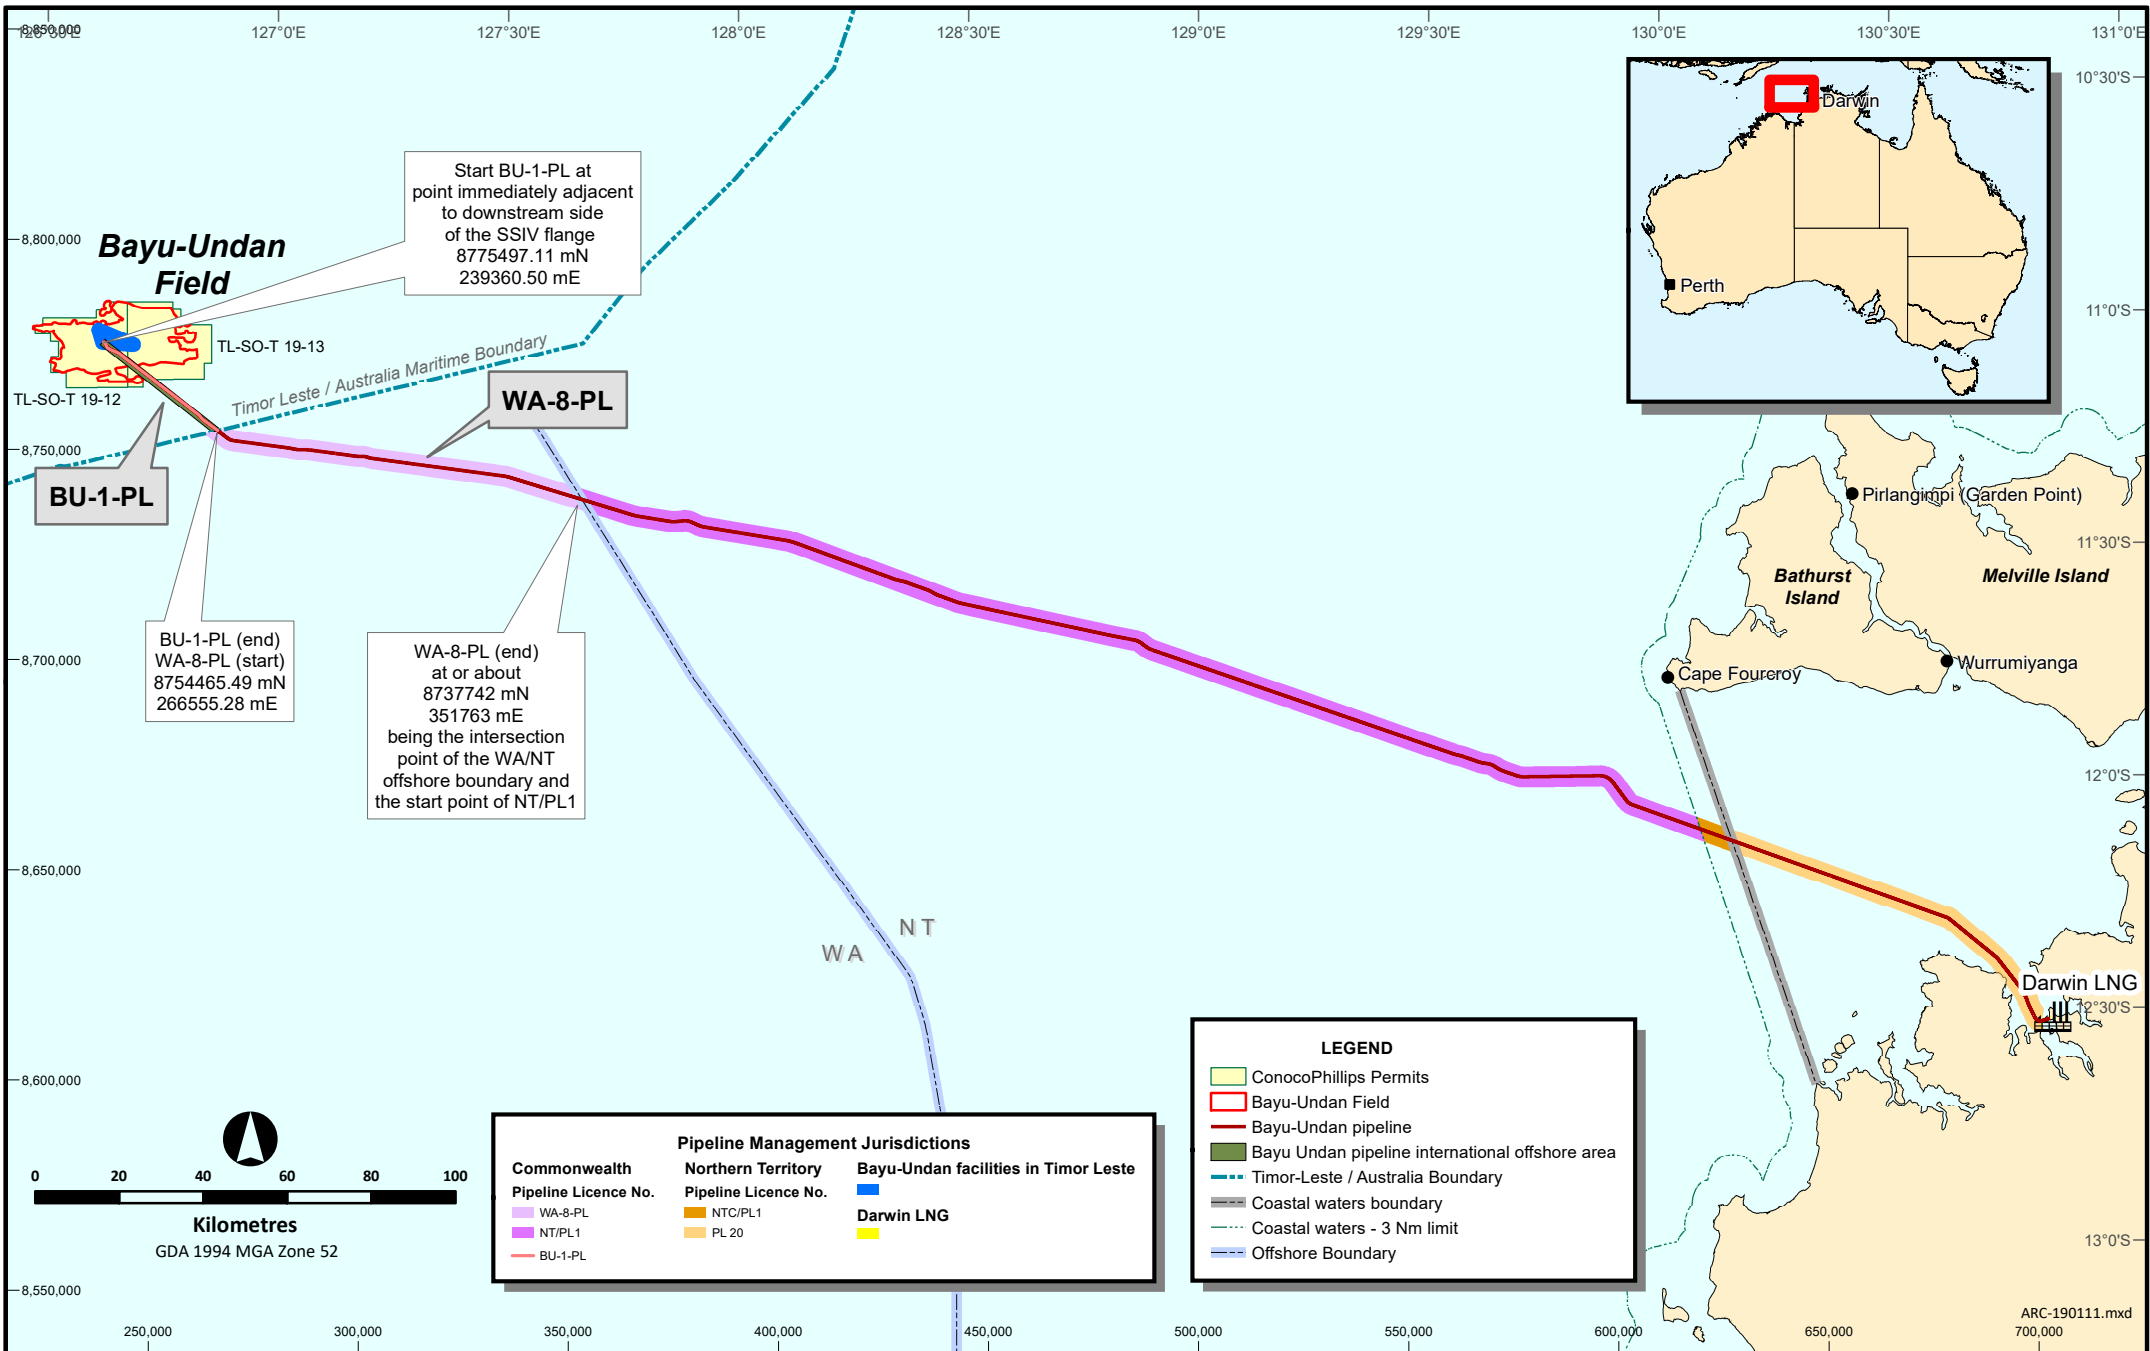 127°0'E
127°30'E
128°0'E
128°30'E
129°0'E
129°30'E
130°0'E
130°30'E
131°0'E
8,850,000
8,800,000
8,750,000
8,700,000
8,650,000
8,600,000
8,550,000
10°30'S
11°0'S
11°30'S
12°0'S
12°30'S
13°0'S
250,000
300,000
350,000
400,000
450,000
500,000
550,000
600,000
650,000
700,000
Start BU-1-PL at
point immediately adjacent
to downstream side
of the SSIV flange
8775497.11 mN
239360.50 mE
Bayu-Undan
Field
TL-SO-T 19-13
TL-SO-T 19-12
Timor Leste / Australia Maritime Boundary
WA-8-PL
BU-1-PL
BU-1-PL (end)
WA-8-PL (start)
8754465.49 mN
266555.28 mE
WA-8-PL (end)
at or about
8737742 mN
351763 mE
being the intersection
point of the WA/NT
offshore boundary and
the start point of NT/PL1
NT
WA
Darwin
Perth
Pirlangimpi (Garden Point)
Bathurst
Island
Melville Island
Wurrumiyanga
Cape Fourcroy
Darwin LNG
0 20 40 60 80 100
Kilometres
GDA 1994 MGA Zone 52
Pipeline Management Jurisdictions
Commonwealth
Pipeline Licence No.
WA-8-PL
NT/PL1
BU-1-PL
Northern Territory
Pipeline Licence No.
NTC/PL1
PL 20
Bayu-Undan facilities in Timor Leste
Darwin LNG
LEGEND
ConocoPhillips Permits
Bayu-Undan Field
Bayu-Undan pipeline
Bayu Undan pipeline international offshore area
Timor-Leste / Australia Boundary
Coastal waters boundary
Coastal waters - 3 Nm limit
Offshore Boundary
ARC-190111.mxd